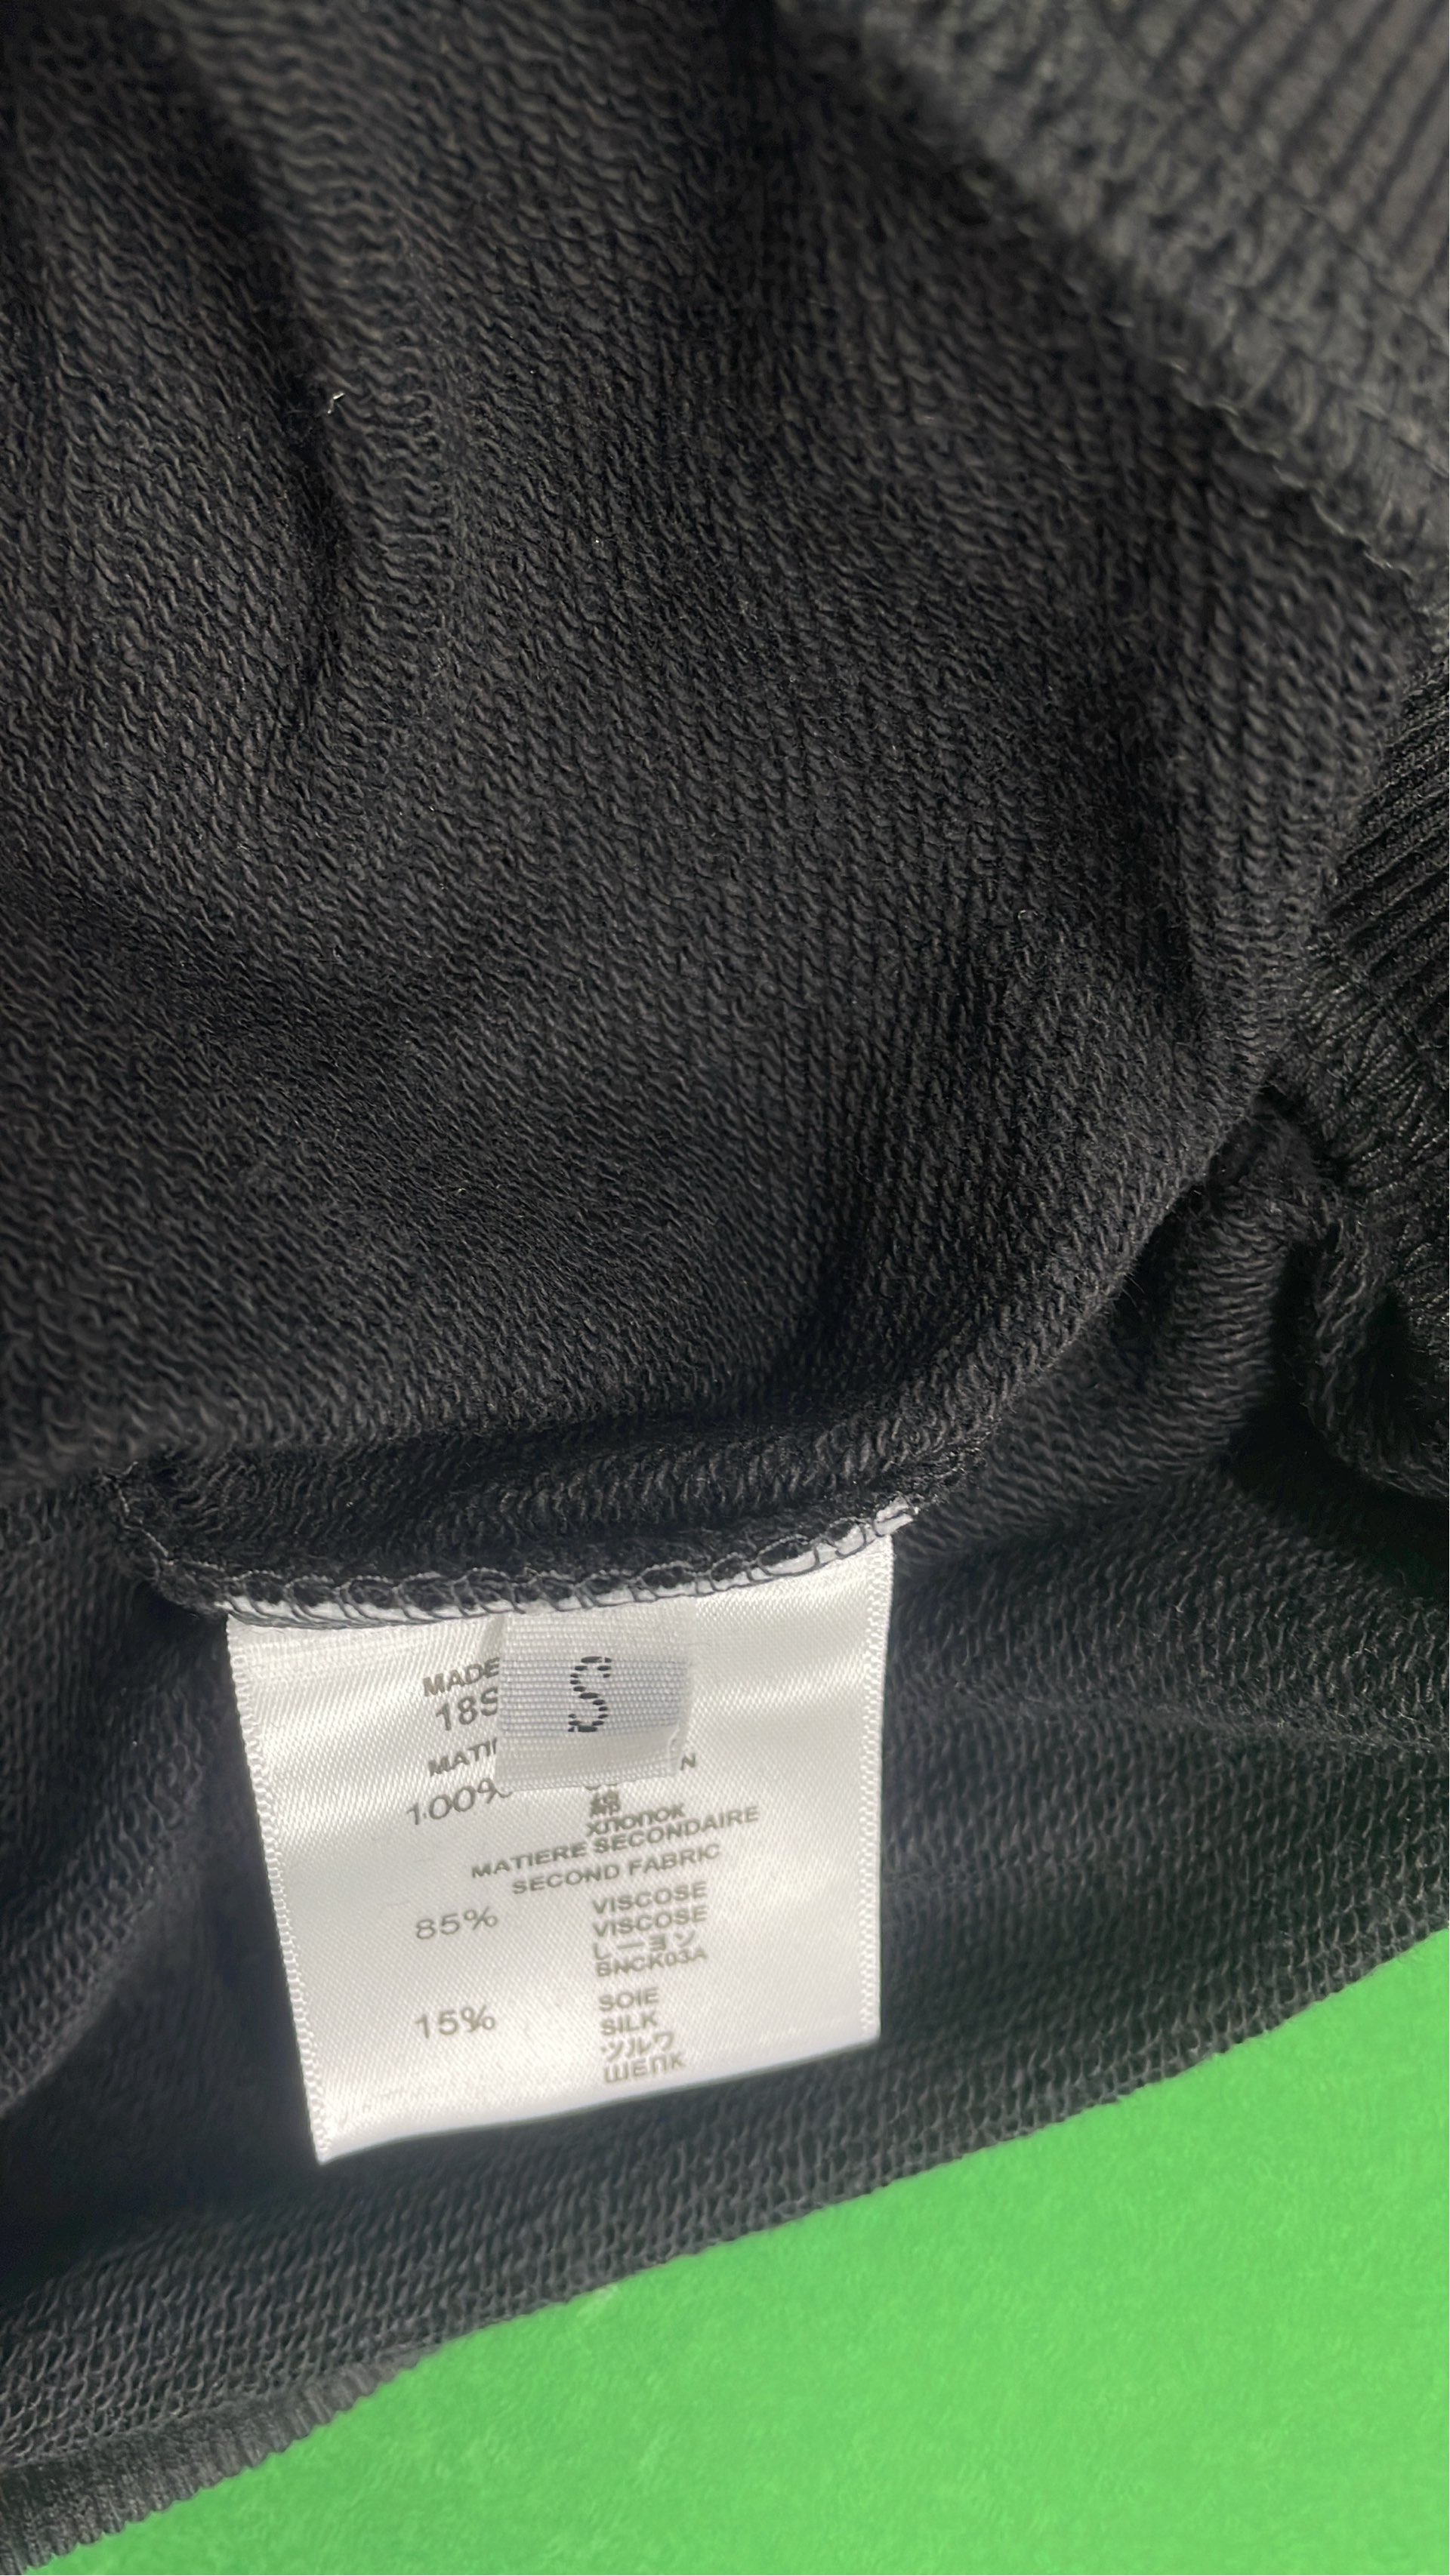 S
MADE
18S
MATI
100%
N
綿
ХЛОПОК
MATIERE SECONDAIRE
SECOND FABRIC
85% VISCOSE
VISCOSE
レーヨン
ВИСКОЗА
15% SOIE
SILK
シルク
ШЕЛК